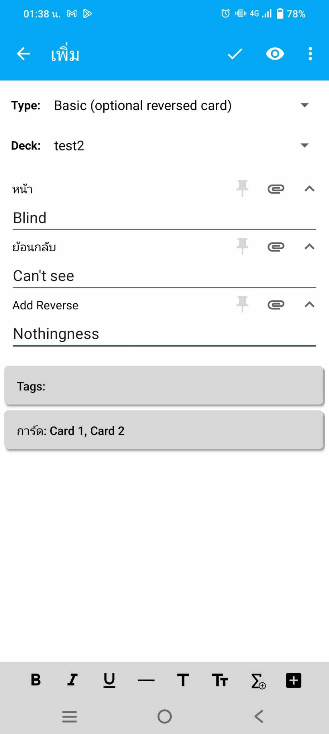 01:38 น.
4G 78%
เพิ่ม
Type: Basic (optional reversed card)
Deck: test2
หน้า
Blind
ย้อนกลับ
Can't see
Add Reverse
Nothingness
Tags:
การ์ด: Card 1, Card 2
B I U — T TT Σ